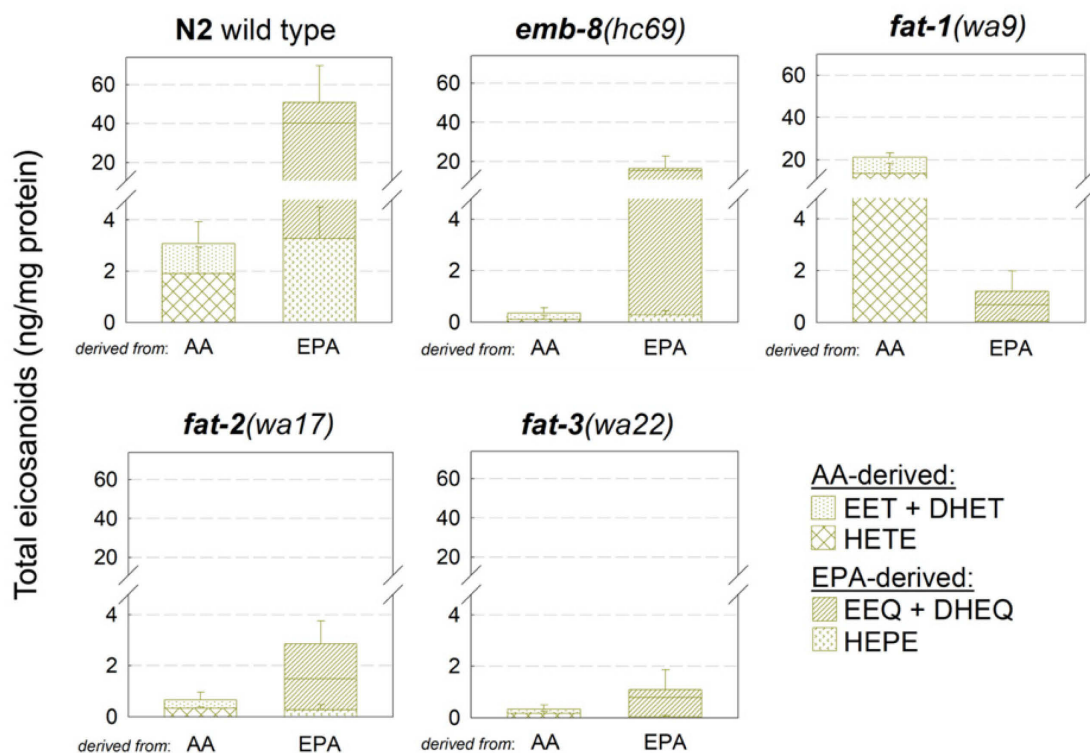 N2 wild type
emb-8(hc69)
fat-1(wa9)
Total eicosanoids (ng/mg protein)
60
40
20
4
2
0
derived from: AA EPA
60
40
20
4
2
0
derived from: AA EPA
60
40
20
4
2
0
derived from: AA EPA
fat-2(wa17)
fat-3(wa22)
60
40
20
4
2
0
derived from: AA EPA
60
40
20
4
2
0
derived from: AA EPA
AA-derived:
EET + DHET
HETE
EPA-derived:
EEQ + DHEQ
HEPE